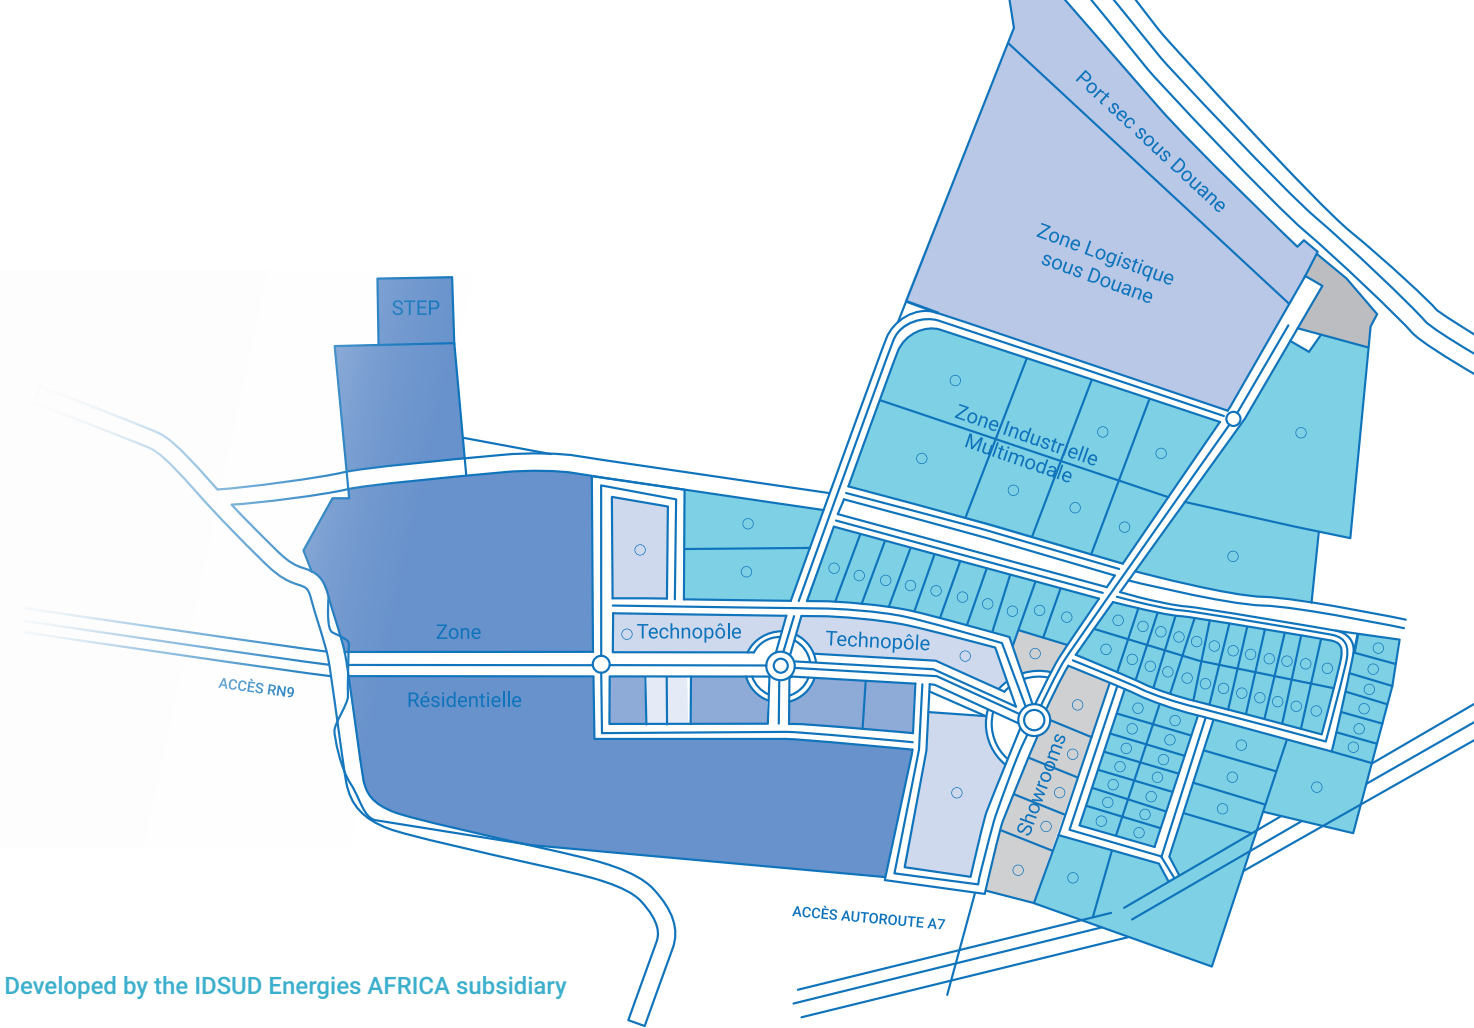 Port sec sous Douane
Zone Logistique
sous Douane
STEP
Zone Industrielle
Multimodale
Zone
Technopôle
Technopôle
ACCÈS RN9
Résidentielle
Showrooms
ACCÈS AUTOROUTE A7
Developed by the IDSUD Energies AFRICA subsidiary